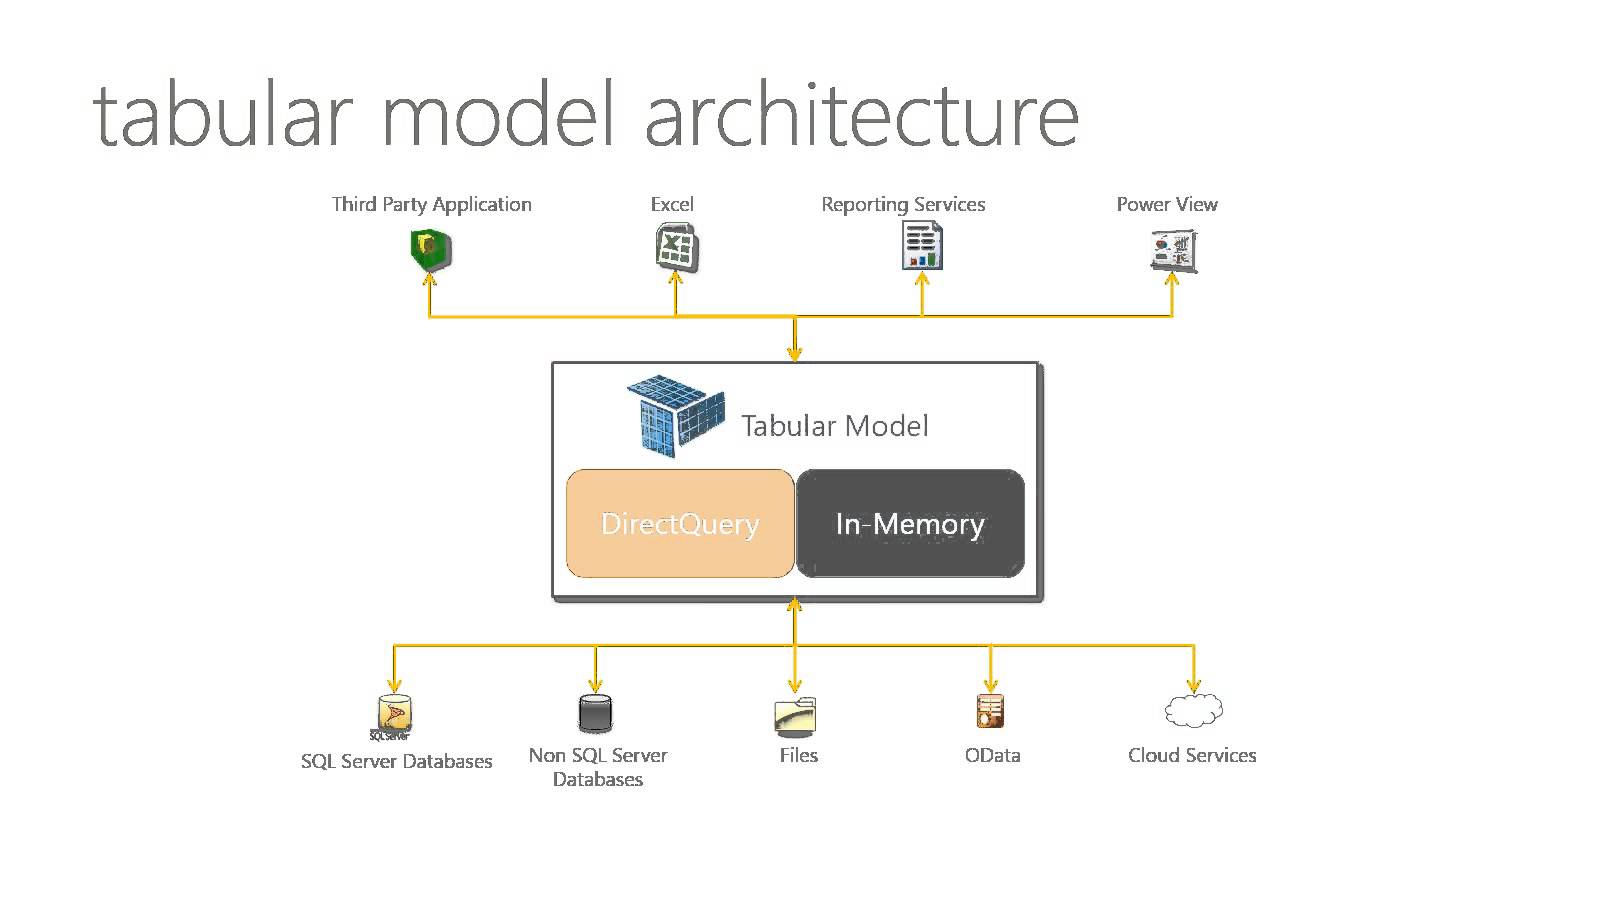 tabular model architecture
Third Party Application
Excel
Reporting Services
Power View
Tabular Model
DirectQuery
In-Memory
SQL Server
SQL Server Databases
Non SQL Server
Databases
Files
OData
Cloud Services